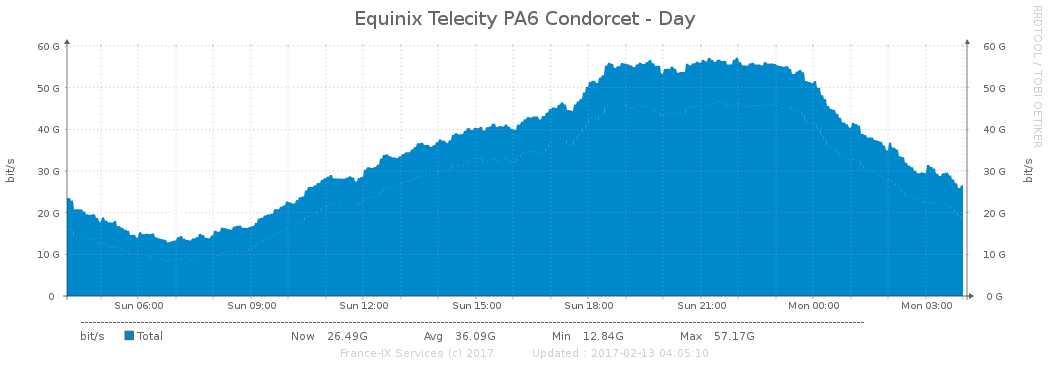 Equinix Telecity PA6 Condorcet - Day
RRDTOOL / TOBI OETIKER
bit/s
60 G
50 G
40 G
30 G
20 G
10 G
0
60 G
50 G
40 G
30 G
20 G
10 G
0 G
bit/s
Sun 06:00 Sun 09:00 Sun 12:00 Sun 15:00 Sun 18:00 Sun 21:00 Mon 00:00 Mon 03:00
bit/s Total Now 26.49G Avg 36.09G Min 12.84G Max 57.17G
France-IX Services (c) 2017 Updated : 2017-02-13 04:05:10